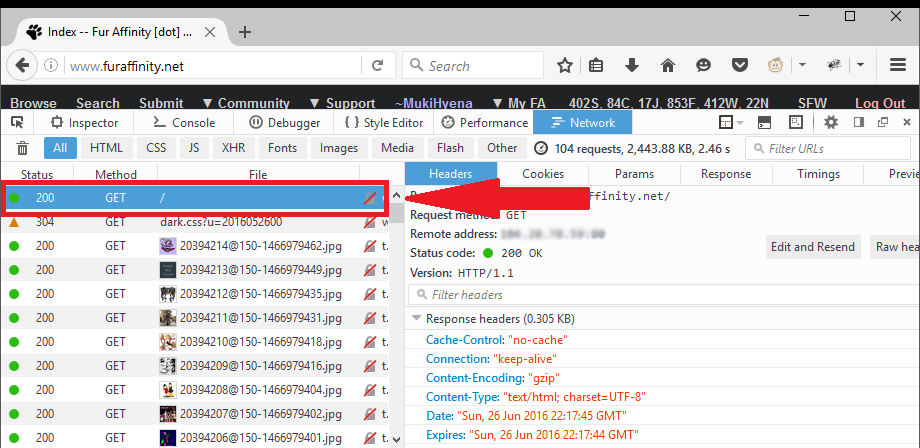 Index -- Fur Affinity [dot] ...
www.furaffinity.net
Search
Browse Search Submit ▼ Community ▼ Support ~MukiHyena ▼ My FA 402S, 84C, 17J, 853F, 412W, 22N SFW Log Out
Inspector Console Debugger Style Editor Performance Network
All HTML CSS JS XHR Fonts Images Media Flash Other 104 requests, 2,443.88 KB, 2.46 s Filter URLs
Status Method File
200 GET /
304 GET dark.css?u=2016052600 w
200 GET 20394214@150-1466979462.jpg t.
200 GET 20394213@150-1466979449.jpg t.
200 GET 20394212@150-1466979435.jpg t.
200 GET 20394211@150-1466979431.jpg t.
200 GET 20394210@150-1466979418.jpg t.
200 GET 20394209@150-1466979416.jpg t.
200 GET 20394208@150-1466979404.jpg t.
200 GET 20394207@150-1466979402.jpg t.
200 GET 20394206@150-1466979401.jpg t.
Headers Cookies Params Response Timings Previe
ffinity.net/
Request method: GET
Remote address:
Status code: 200 OK
Edit and Resend Raw head
Version: HTTP/1.1
Filter headers
Response headers (0.305 KB)
Cache-Control: "no-cache"
Connection: "keep-alive"
Content-Encoding: "gzip"
Content-Type: "text/html; charset=UTF-8"
Date: "Sun, 26 Jun 2016 22:17:45 GMT"
Expires: "Sun, 26 Jun 2016 22:17:44 GMT"